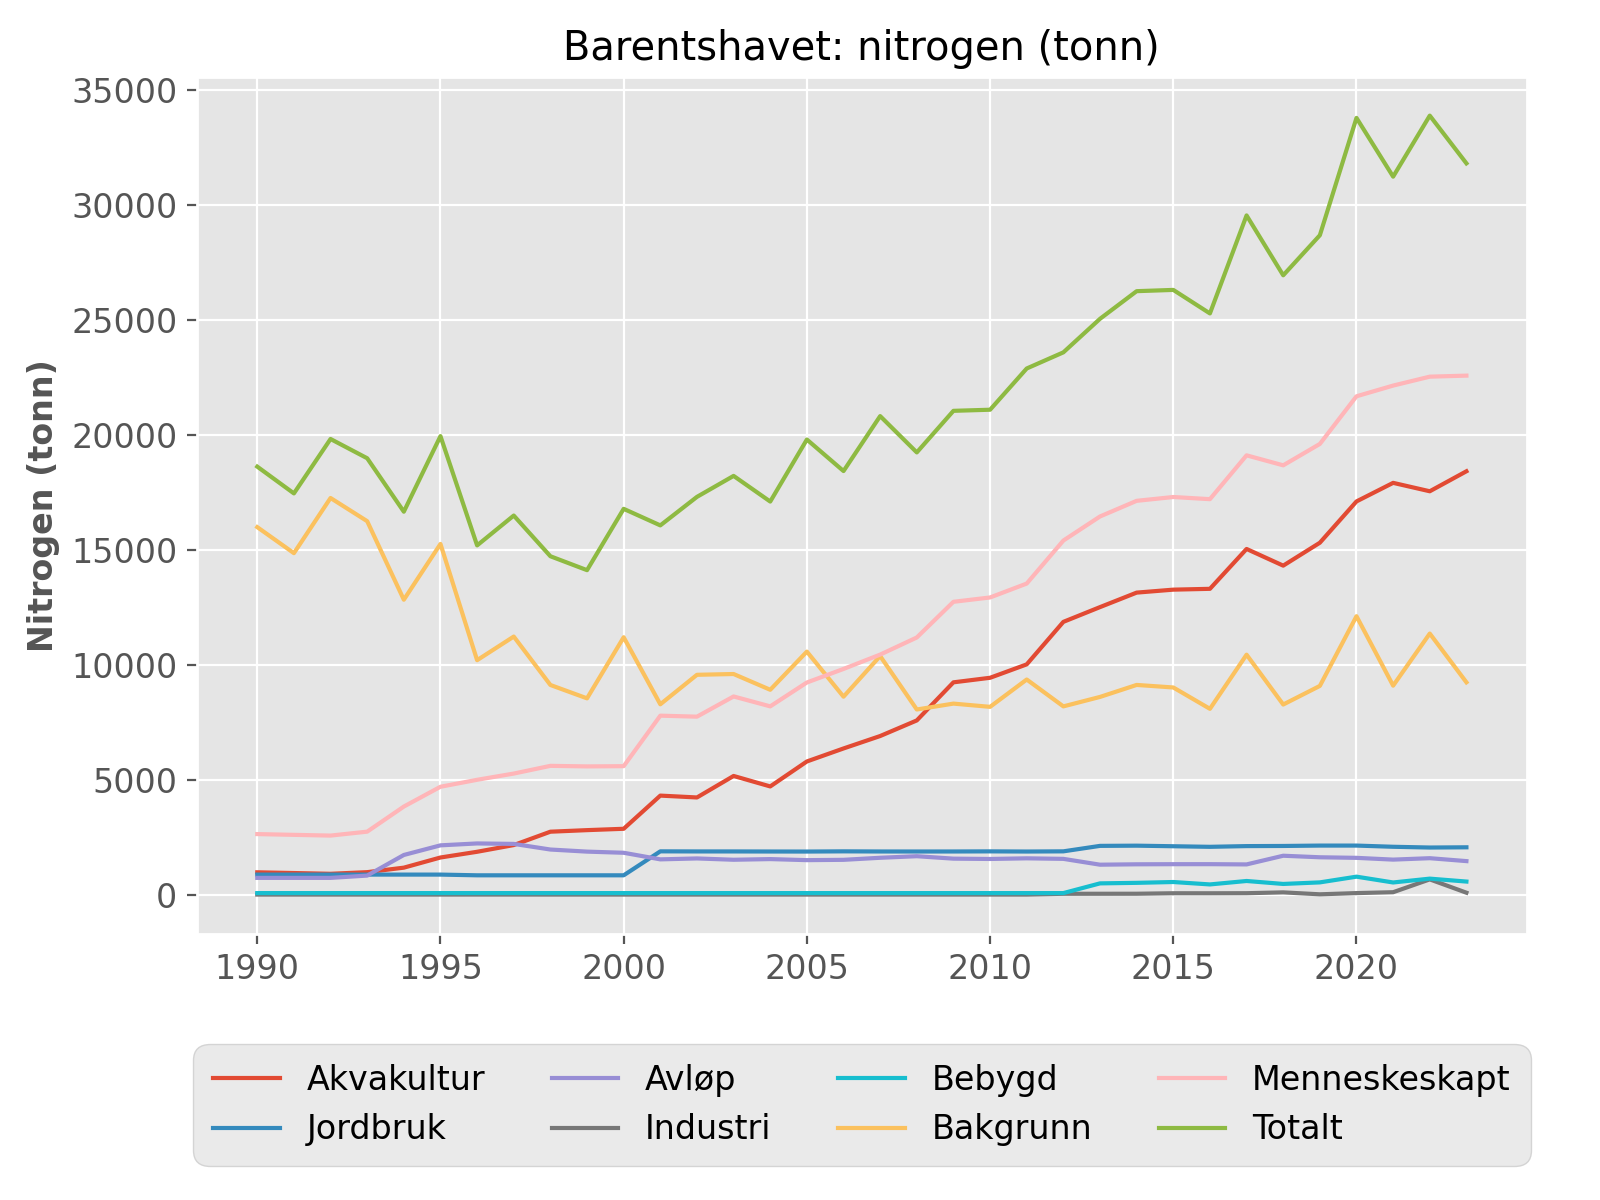 Barentshavet: nitrogen (tonn)
35000
30000
25000
20000
15000
10000
5000
0
Nitrogen (tonn)
1990 1995 2000 2005 2010 2015 2020
Akvakultur Avløp Bebygd Menneskeskapt
Jordbruk Industri Bakgrunn Totalt